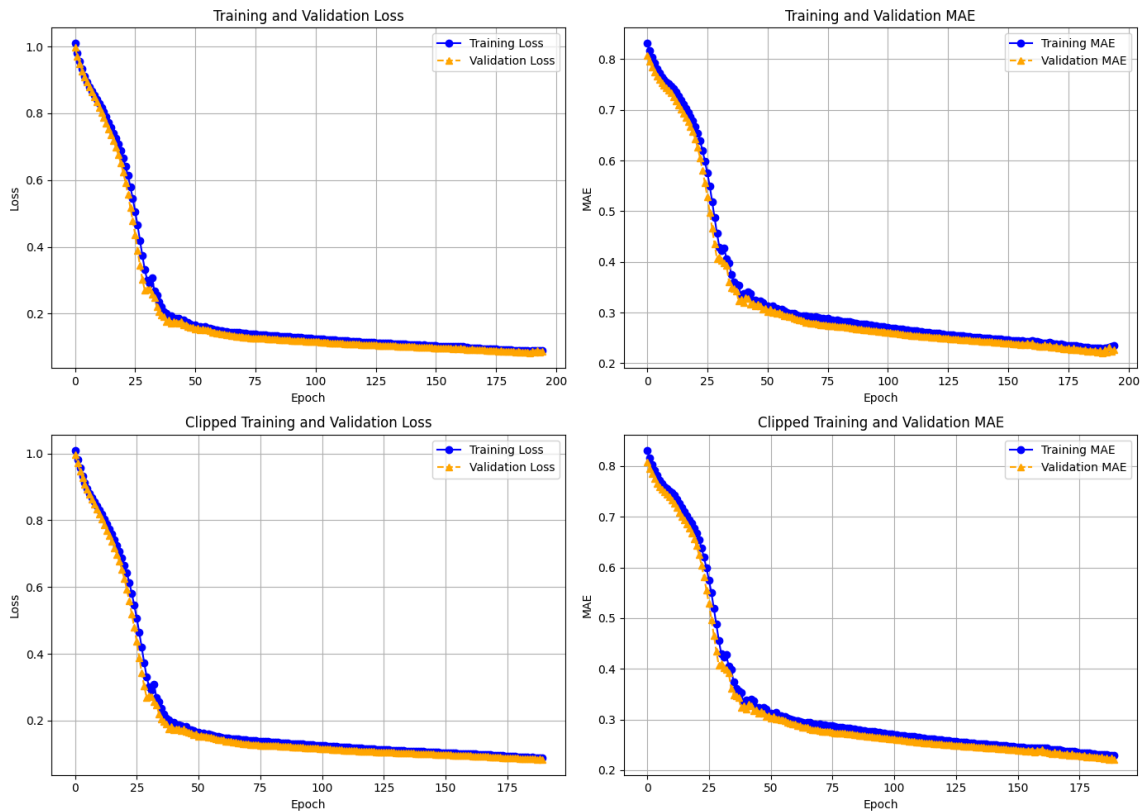 Training and Validation Loss
Training Loss
Validation Loss
1.0
0.8
0.6
0.4
0.2
Loss
0
25
50
75
100
125
150
175
200
Epoch
Training and Validation MAE
Training MAE
Validation MAE
0.8
0.7
0.6
0.5
0.4
0.3
0.2
MAE
0
25
50
75
100
125
150
175
200
Epoch
Clipped Training and Validation Loss
Training Loss
Validation Loss
1.0
0.8
0.6
0.4
0.2
Loss
0
25
50
75
100
125
150
175
Epoch
Clipped Training and Validation MAE
Training MAE
Validation MAE
0.8
0.7
0.6
0.5
0.4
0.3
0.2
MAE
0
25
50
75
100
125
150
175
Epoch